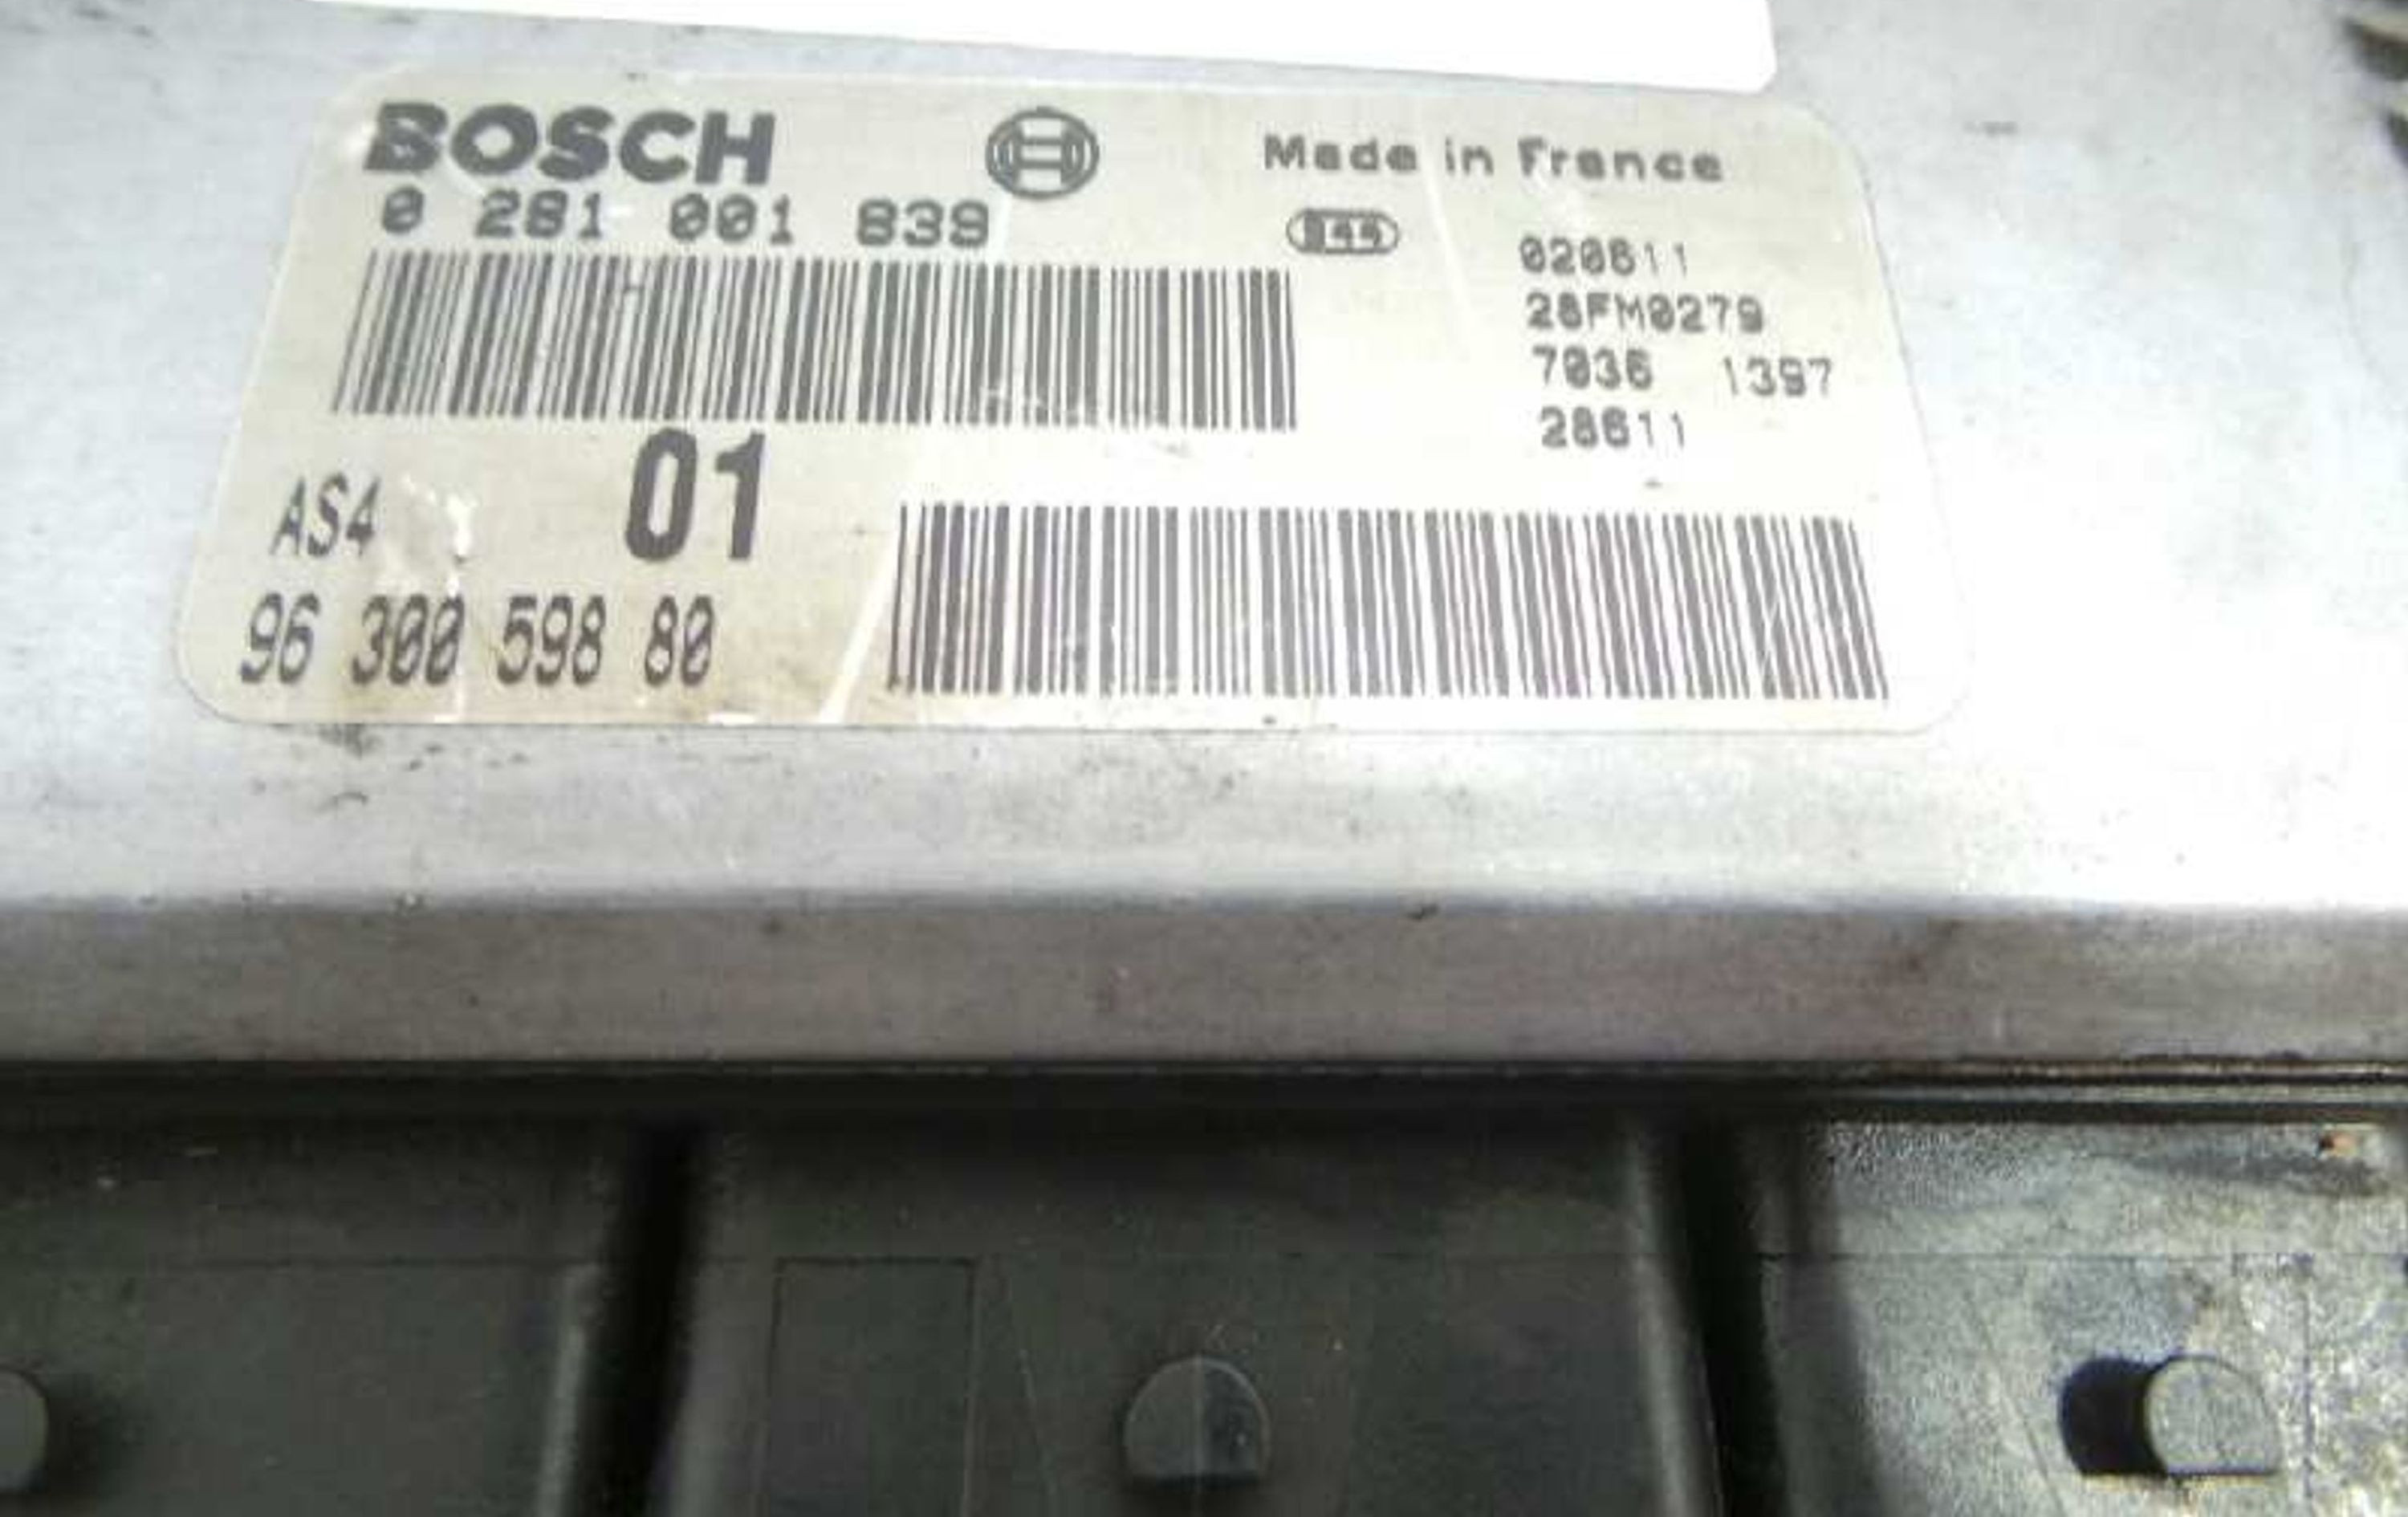 BOSCH
Made in France
0 281 001 839
020611
28FM0279
7036 1397
28611
AS4 01
96 300 598 80